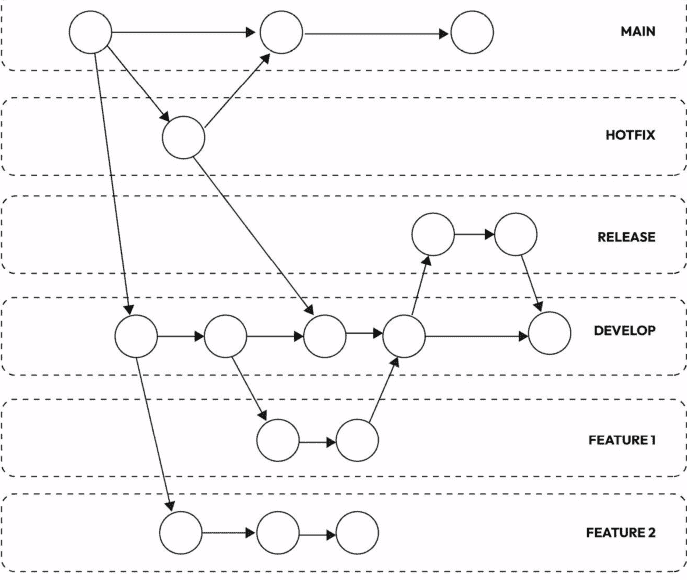 MAIN
HOTFIX
RELEASE
DEVELOP
FEATURE 1
FEATURE 2